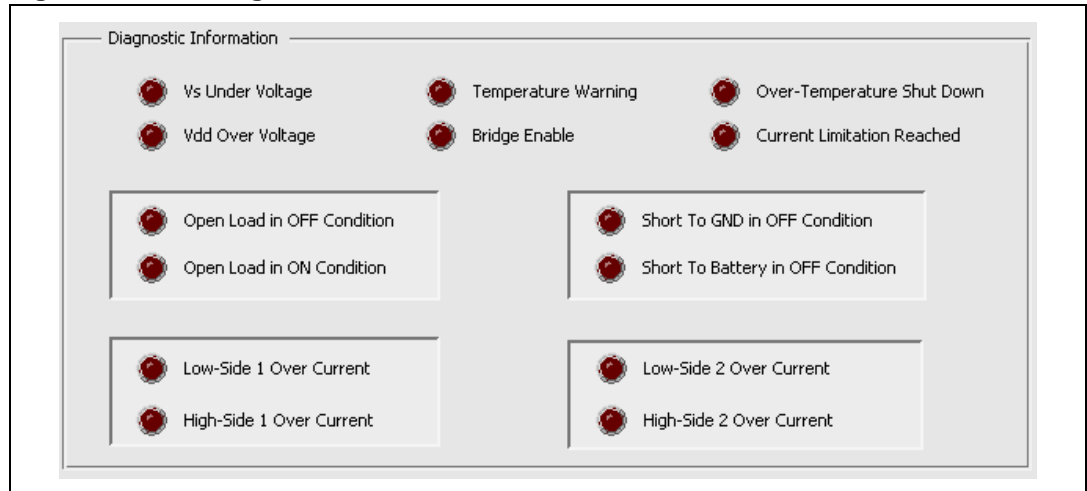 Diagnostic Information
Vs Under Voltage
Temperature Warning
Over-Temperature Shut Down
Vdd Over Voltage
Bridge Enable
Current Limitation Reached
Open Load in OFF Condition
Open Load in ON Condition
Short To GND in OFF Condition
Short To Battery in OFF Condition
Low-Side 1 Over Current
High-Side 1 Over Current
Low-Side 2 Over Current
High-Side 2 Over Current